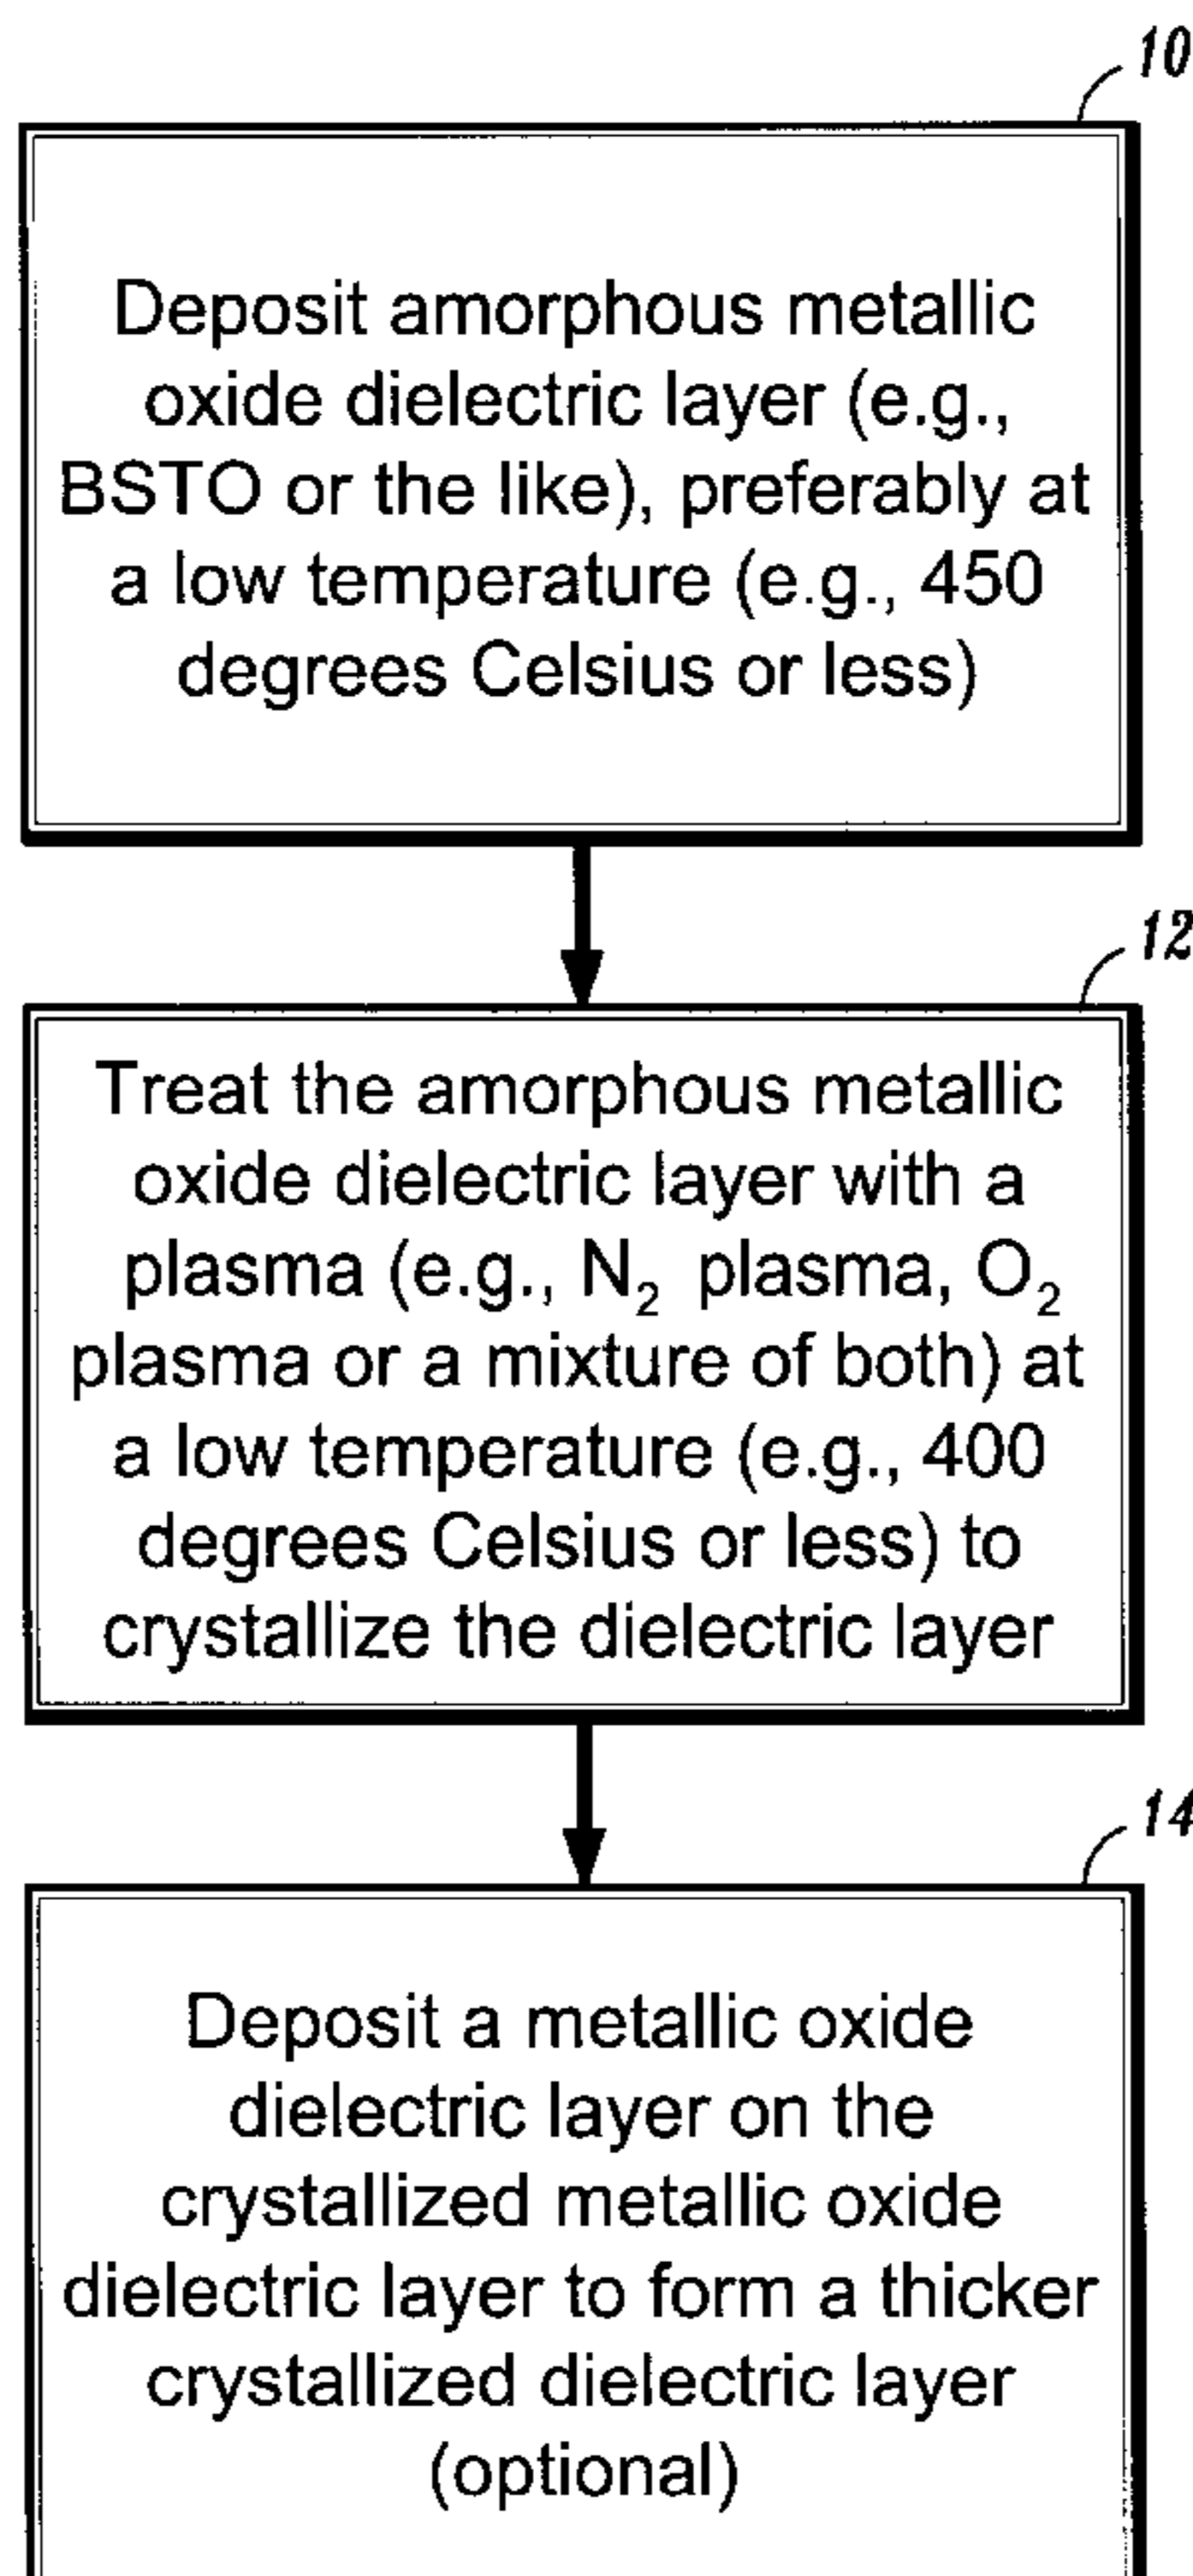 10
Deposit amorphous metallic
oxide dielectric layer (e.g.,
BSTO or the like), preferably at
a low temperature (e.g., 450
degrees Celsius or less)
12
Treat the amorphous metallic
oxide dielectric layer with a
plasma (e.g., N₂ plasma, O₂
plasma or a mixture of both) at
a low temperature (e.g., 400
degrees Celsius or less) to
crystallize the dielectric layer
14
Deposit a metallic oxide
dielectric layer on the
crystallized metallic oxide
dielectric layer to form a thicker
crystallized dielectric layer
(optional)